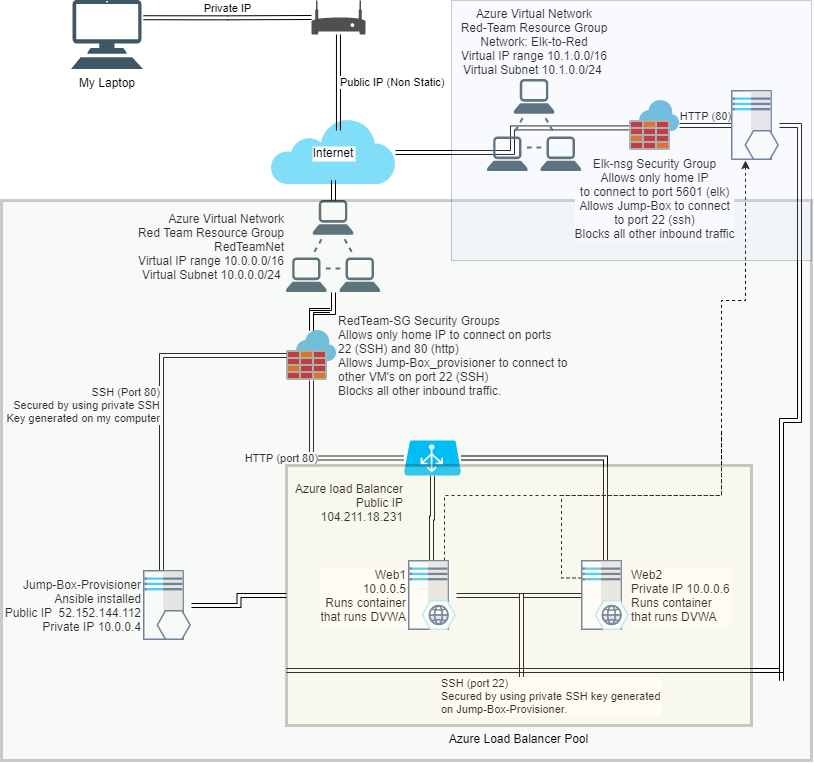 Private IP
My Laptop
Public IP (Non Static)
Internet
Azure Virtual Network
Red-Team Resource Group
Network: Elk-to-Red
Virtual IP range 10.1.0.0/16
Virtual Subnet 10.1.0.0/24
HTTP (80)
Elk-nsg Security Group
Allows only home IP
to connect to port 5601 (elk)
Allows Jump-Box to connect
to port 22 (ssh)
Blocks all other inbound traffic
Azure Virtual Network
Red Team Resource Group
RedTeamNet
Virtual IP range 10.0.0.0/16
Virtual Subnet 10.0.0.0/24
RedTeam-SG Security Groups
Allows only home IP to connect on ports
22 (SSH) and 80 (http)
Allows Jump-Box_provisioner to connect to
other VM's on port 22 (SSH)
Blocks all other inbound traffic.
SSH (Port 80)
Secured by using private SSH
Key generated on my computer
HTTP (port 80)
Azure load Balancer
Public IP
104.211.18.231
Jump-Box-Provisioner
Ansible installed
Public IP 52.152.144.112
Private IP 10.0.0.4
Web1
10.0.0.5
Runs container
that runs DVWA
Web2
Private IP 10.0.0.6
Runs container
that runs DVWA
SSH (port 22)
Secured by using private SSH key generated
on Jump-Box-Provisioner.
Azure Load Balancer Pool